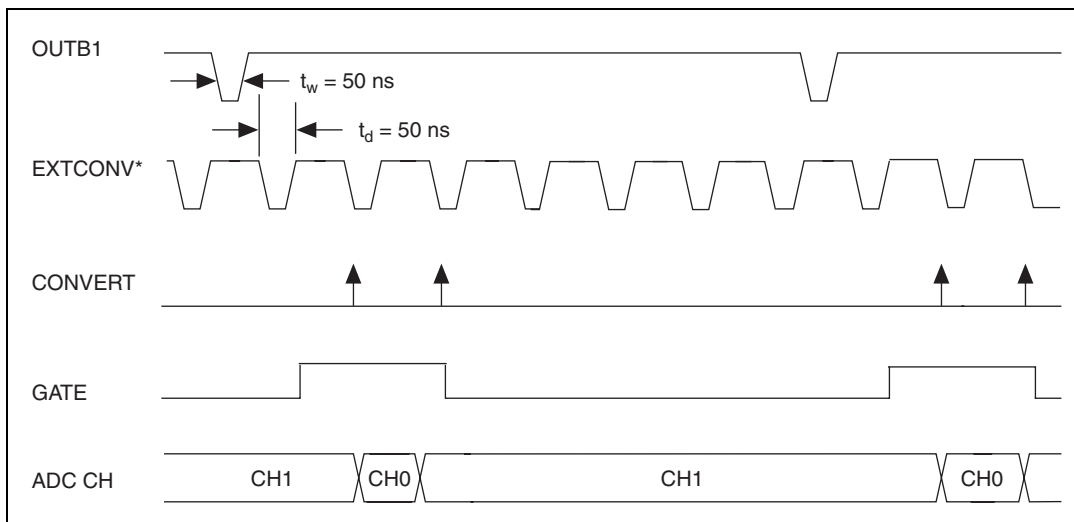 OUTB1
t_w = 50 ns
t_d = 50 ns
EXTCONV*
CONVERT
GATE
ADC CH
CH1
CH0
CH1
CH0